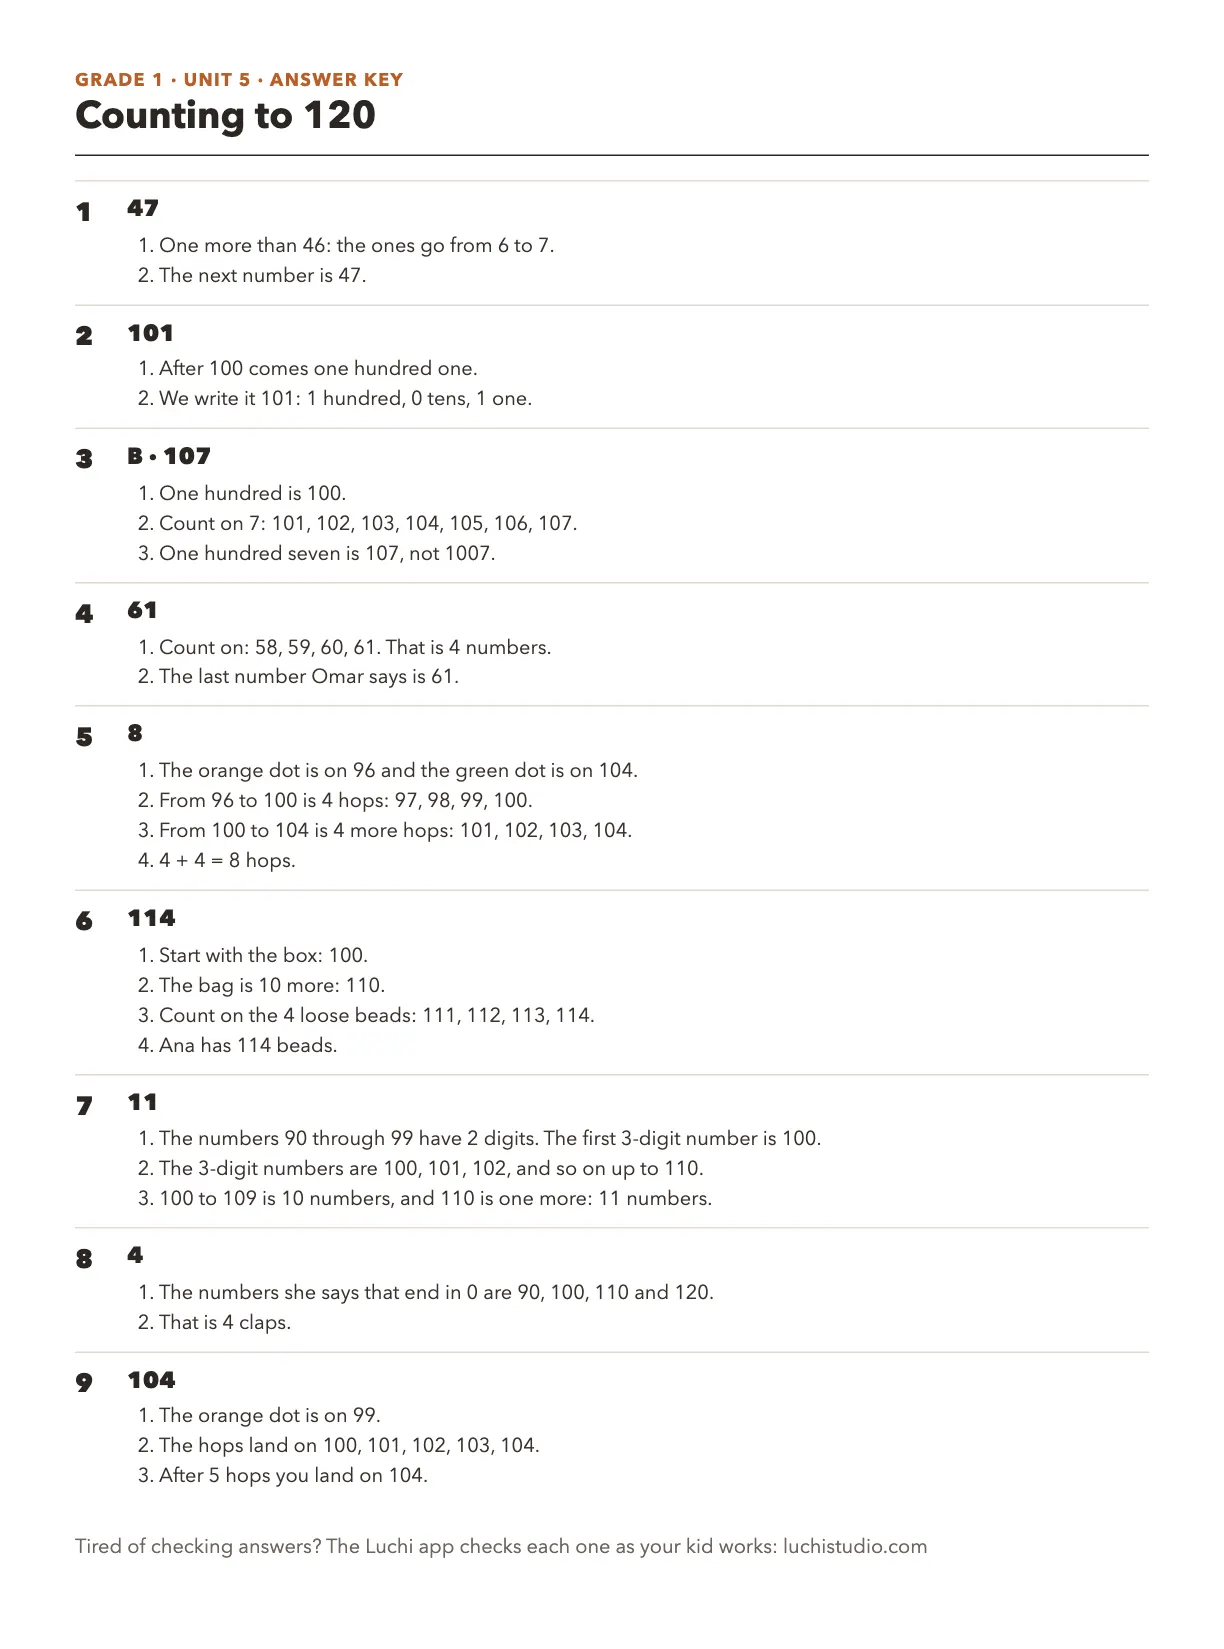 GRADE 1 · UNIT 5 · ANSWER KEY
Counting to 120
1 47
1. One more than 46: the ones go from 6 to 7.
2. The next number is 47.
2 101
1. After 100 comes one hundred one.
2. We write it 101: 1 hundred, 0 tens, 1 one.
3 B · 107
1. One hundred is 100.
2. Count on 7: 101, 102, 103, 104, 105, 106, 107.
3. One hundred seven is 107, not 1007.
4 61
1. Count on: 58, 59, 60, 61. That is 4 numbers.
2. The last number Omar says is 61.
5 8
1. The orange dot is on 96 and the green dot is on 104.
2. From 96 to 100 is 4 hops: 97, 98, 99, 100.
3. From 100 to 104 is 4 more hops: 101, 102, 103, 104.
4. 4 + 4 = 8 hops.
6 114
1. Start with the box: 100.
2. The bag is 10 more: 110.
3. Count on the 4 loose beads: 111, 112, 113, 114.
4. Ana has 114 beads.
7 11
1. The numbers 90 through 99 have 2 digits. The first 3-digit number is 100.
2. The 3-digit numbers are 100, 101, 102, and so on up to 110.
3. 100 to 109 is 10 numbers, and 110 is one more: 11 numbers.
8 4
1. The numbers she says that end in 0 are 90, 100, 110 and 120.
2. That is 4 claps.
9 104
1. The orange dot is on 99.
2. The hops land on 100, 101, 102, 103, 104.
3. After 5 hops you land on 104.
Tired of checking answers? The Luchi app checks each one as your kid works: luchistudio.com